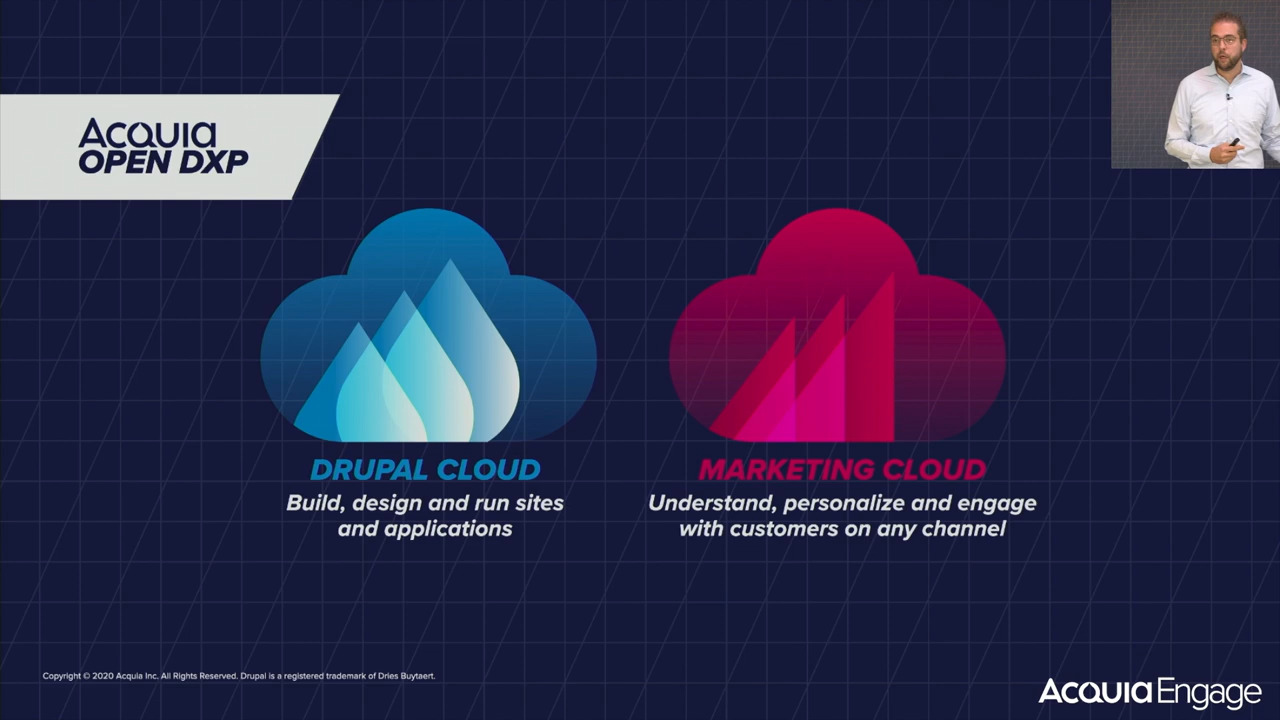 Acquia
OPEN DXP
DRUPAL CLOUD
Build, design and run sites
and applications
MARKETING CLOUD
Understand, personalize and engage
with customers on any channel
Copyright © 2020 Acquia Inc. All Rights Reserved. Drupal is a registered trademark of Dries Buytaert.
Acquia Engage